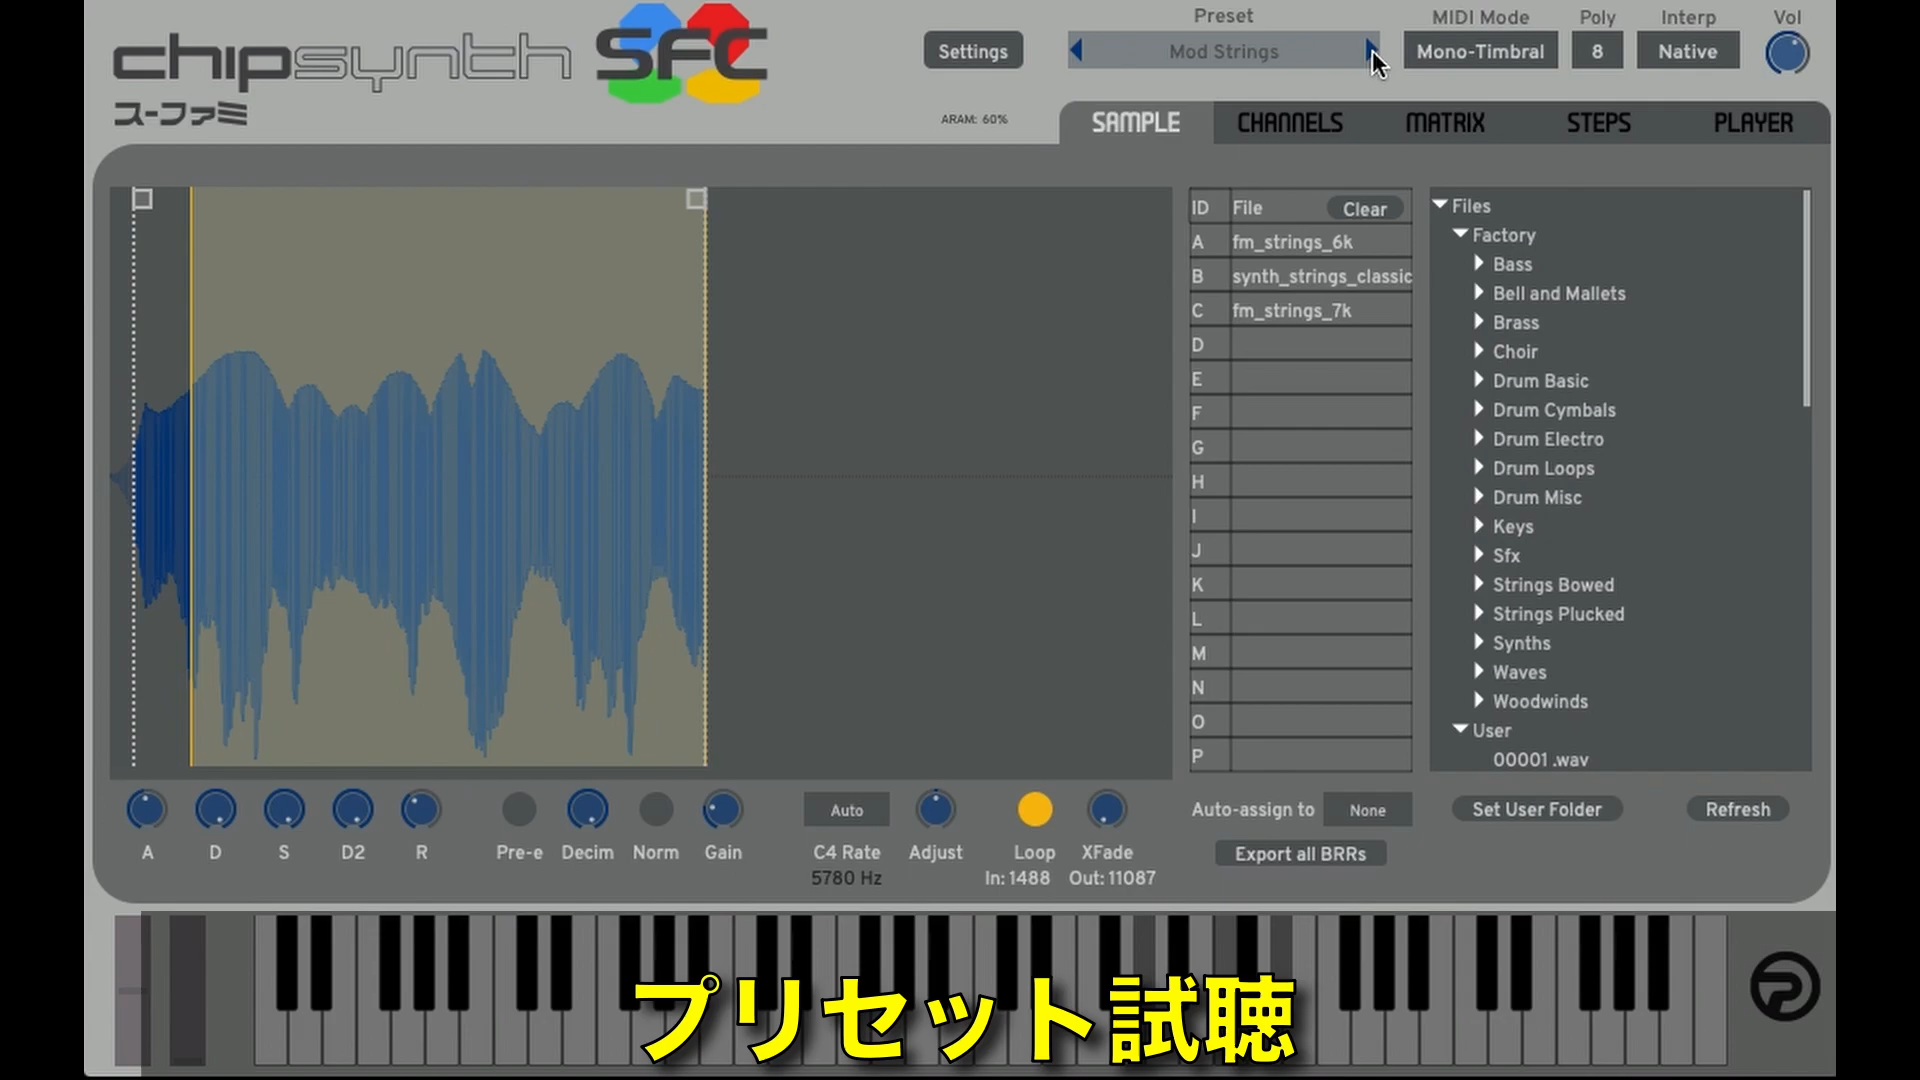 chipsynth SFC
スーファミ
Settings
Preset
Mod Strings
MIDI Mode
Mono-Timbral
Poly
8
Interp
Native
Vol
ARAM: 60%
SAMPLE
CHANNELS
MATRIX
STEPS
PLAYER
ID File Clear
A fm_strings_6k
B synth_strings_classic
C fm_strings_7k
D
E
F
G
H
I
J
K
L
M
N
O
P
Files
Factory
Bass
Bell and Mallets
Brass
Choir
Drum Basic
Drum Cymbals
Drum Electro
Drum Loops
Drum Misc
Keys
Sfx
Strings Bowed
Strings Plucked
Synths
Waves
Woodwinds
User
00001 .wav
A
D
S
D2
R
Pre-e
Decim
Norm
Gain
Auto
C4 Rate
5780 Hz
Adjust
Loop
In: 1488
XFade
Out: 11087
Auto-assign to None
Export all BRRs
Set User Folder
Refresh
プリセット試聴